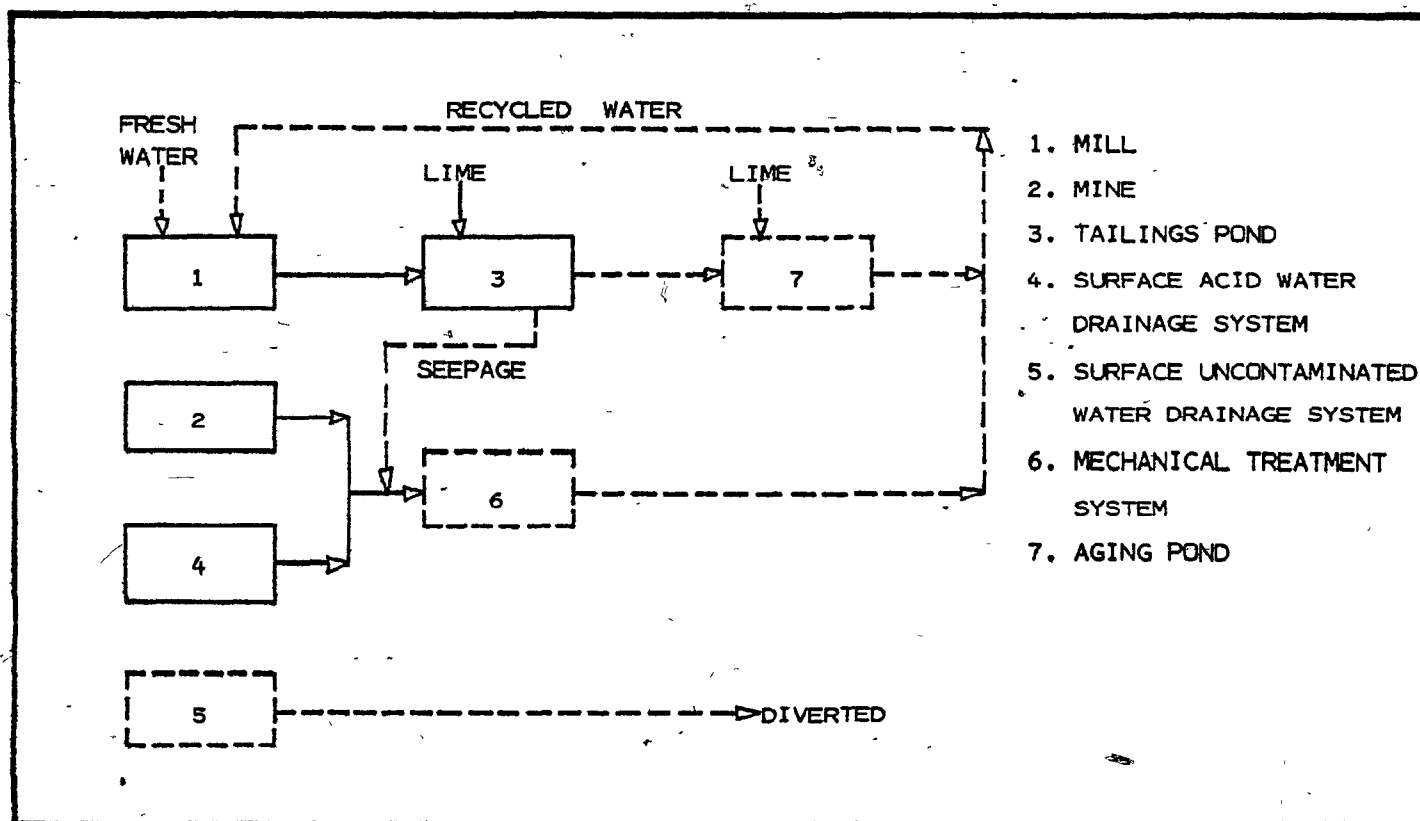 RECYCLED WATER
FRESH
WATER
LIME
LIME
1
3
7
SEEPAGE
2
6
4
5
DIVERTED
1. MILL
2. MINE
3. TAILINGS POND
4. SURFACE ACID WATER
DRAINAGE SYSTEM
5. SURFACE UNCONTAMINATED
WATER DRAINAGE SYSTEM
6. MECHANICAL TREATMENT
SYSTEM
7. AGING POND